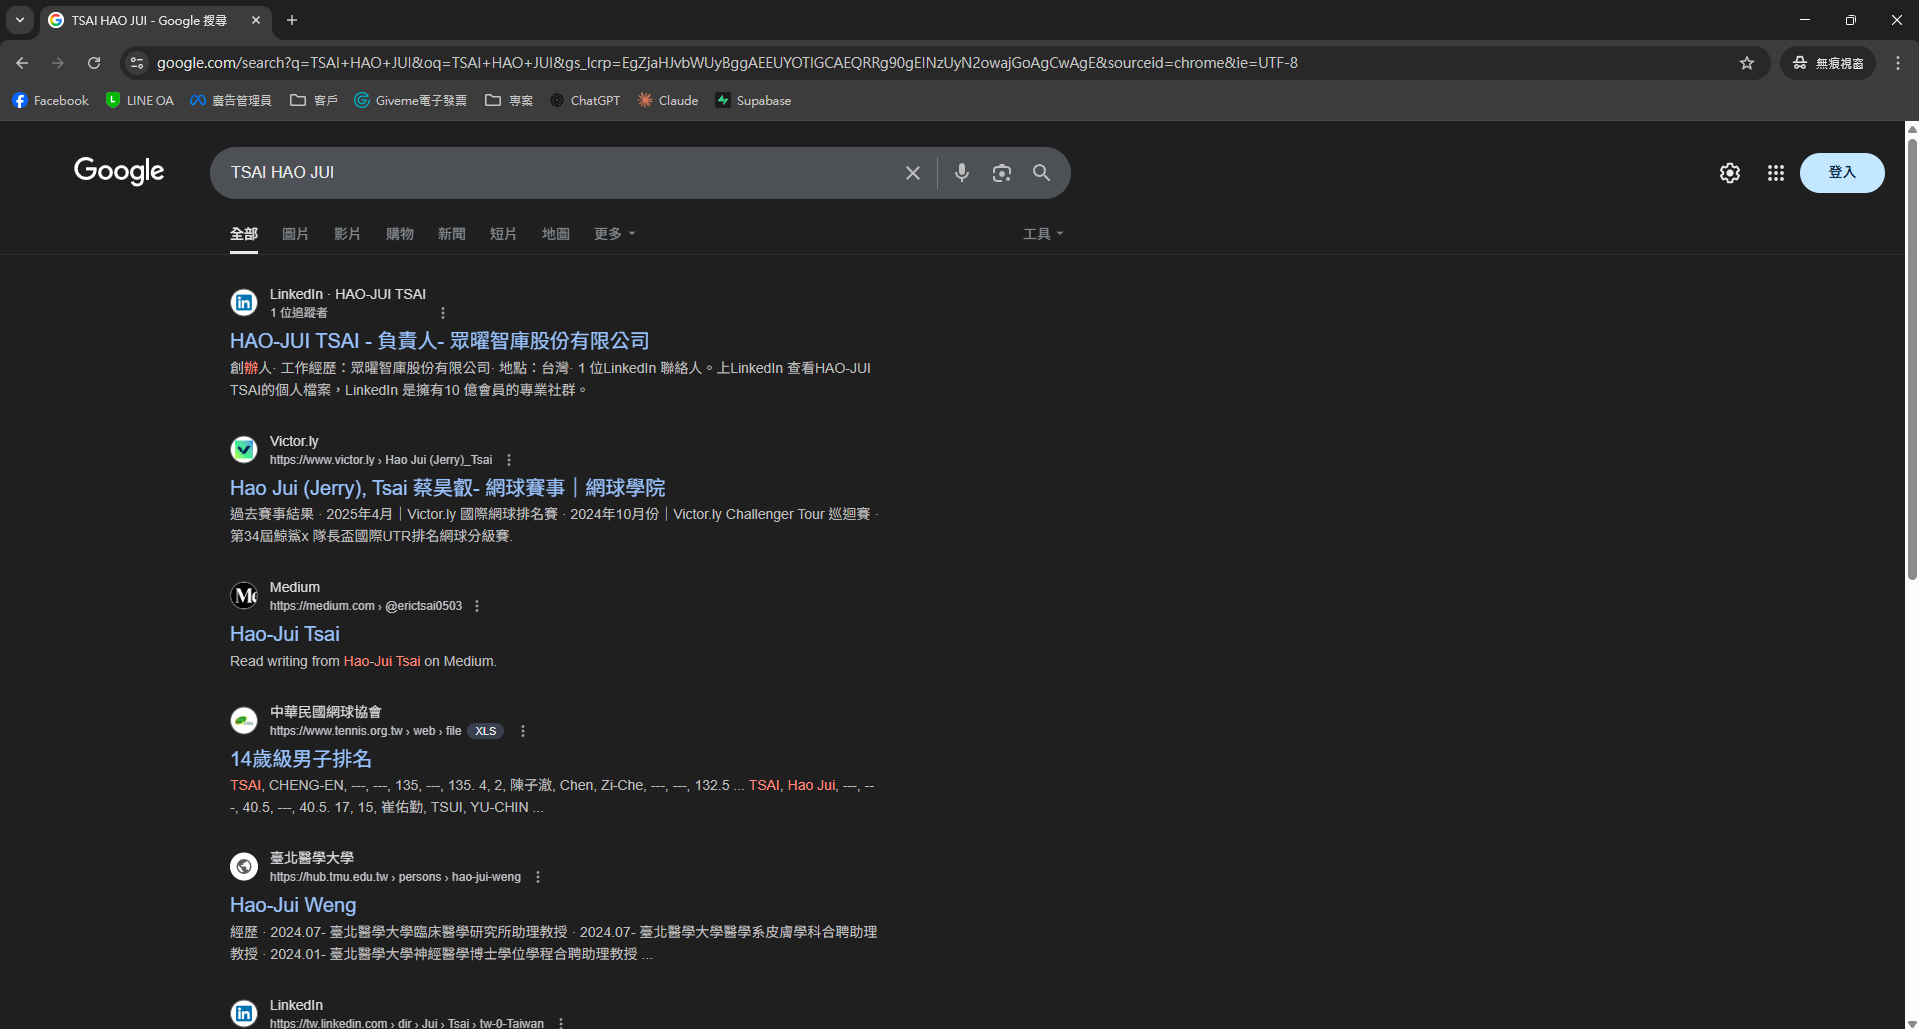 TSAI HAO JUI - Google 搜尋
google.com/search?q=TSAI+HAO+JUI&oq=TSAI+HAO+JUI&gs_lcrp=EgZjaHJvbWUyBggAEEUYOTIGCAEQRRg90gEINzUyN2owajGoAgCwAgE&sourceid=chrome&ie=UTF-8
無痕視窗
Facebook
LINE OA
廣告管理員
客戶
Giveme電子發票
專案
ChatGPT
Claude
Supabase
Google
TSAI HAO JUI
登入
全部 圖片 影片 購物 新聞 短片 地圖 更多 工具
LinkedIn · HAO-JUI TSAI
1 位追蹤者
HAO-JUI TSAI - 負責人- 眾曜智庫股份有限公司
創辦人· 工作經歷：眾曜智庫股份有限公司· 地點：台灣· 1 位LinkedIn 聯絡人。上LinkedIn 查看HAO-JUI
TSAI的個人檔案，LinkedIn 是擁有10 億會員的專業社群。
Victor.ly
https://www.victor.ly › Hao Jui (Jerry)_Tsai
Hao Jui (Jerry), Tsai 蔡昊叡- 網球賽事｜網球學院
過去賽事結果 · 2025年4月｜Victor.ly 國際網球排名賽 · 2024年10月份｜Victor.ly Challenger Tour 巡迴賽 ·
第34屆鯨鯊x 隊長盃國際UTR排名網球分級賽.
Medium
https://medium.com › @erictsai0503
Hao-Jui Tsai
Read writing from Hao-Jui Tsai on Medium.
中華民國網球協會
https://www.tennis.org.tw › web › file XLS
14歲級男子排名
TSAI, CHENG-EN, ---, ---, 135, ---, 135. 4, 2, 陳子澈, Chen, Zi-Che, ---, ---, 132.5 ... TSAI, Hao Jui, ---, --
-, 40.5, ---, 40.5. 17, 15, 崔佑勤, TSUI, YU-CHIN ...
臺北醫學大學
https://hub.tmu.edu.tw › persons › hao-jui-weng
Hao-Jui Weng
經歷 · 2024.07- 臺北醫學大學臨床醫學研究所助理教授 · 2024.07- 臺北醫學大學醫學系皮膚學科合聘助理
教授 · 2024.01- 臺北醫學大學神經醫學博士學位學程合聘助理教授 ...
LinkedIn
https://tw.linkedin.com › dir › Jui › Tsai › tw-0-Taiwan